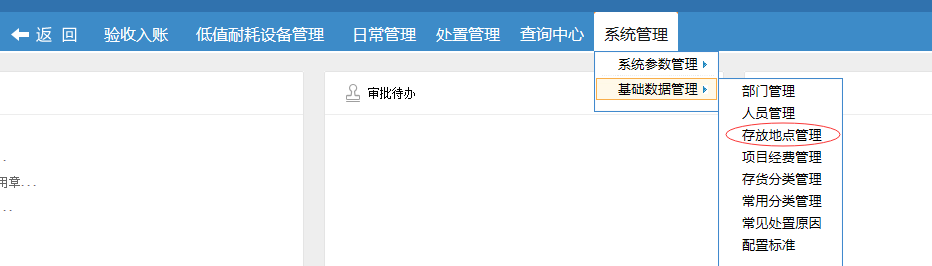 返 回 验收入账 低值耐耗设备管理 日常管理 处置管理 查询中心 系统管理
系统参数管理
审批待办
基础数据管理
部门管理
人员管理
存放地点管理
项目经费管理
. .
存货分类管理
用章...
常用分类管理
...
常见处置原因
配置标准